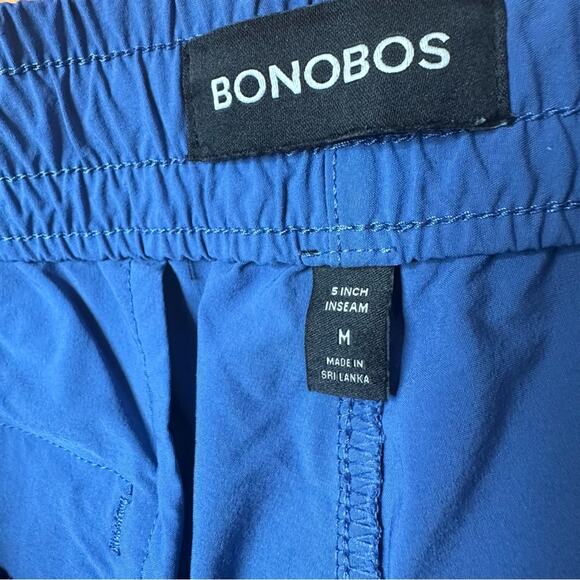 BONOBOS
5 INCH
INSEAM
M
MADE IN
SRI LANKA